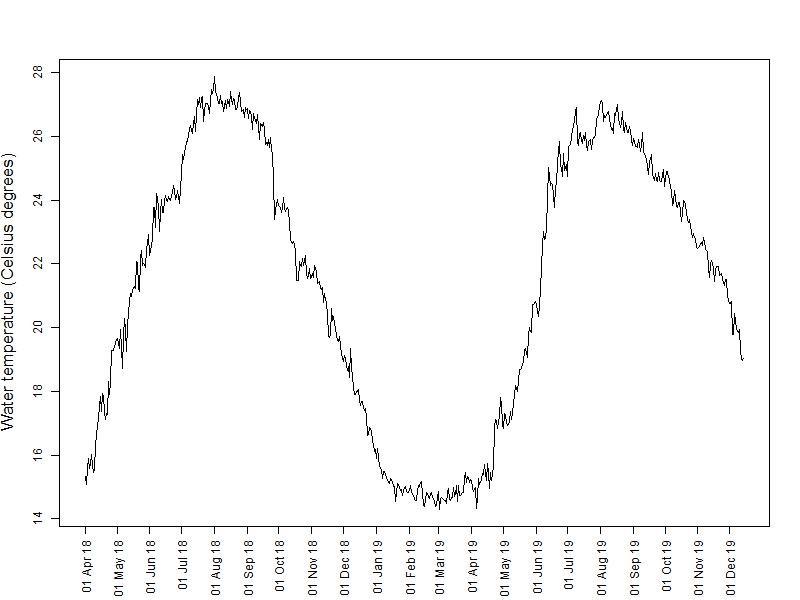 Water temperature (Celsius degrees)
28
26
24
22
20
18
16
14
01 Apr 18
01 May 18
01 Jun 18
01 Jul 18
01 Aug 18
01 Sep 18
01 Oct 18
01 Nov 18
01 Dec 18
01 Jan 19
01 Feb 19
01 Mar 19
01 Apr 19
01 May 19
01 Jun 19
01 Jul 19
01 Aug 19
01 Sep 19
01 Oct 19
01 Nov 19
01 Dec 19